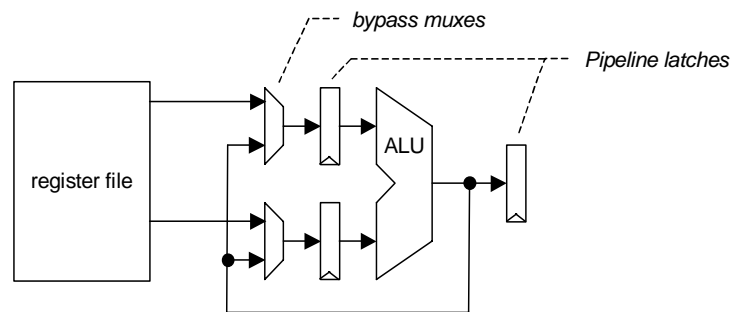 bypass muxes
Pipeline latches
ALU
register file